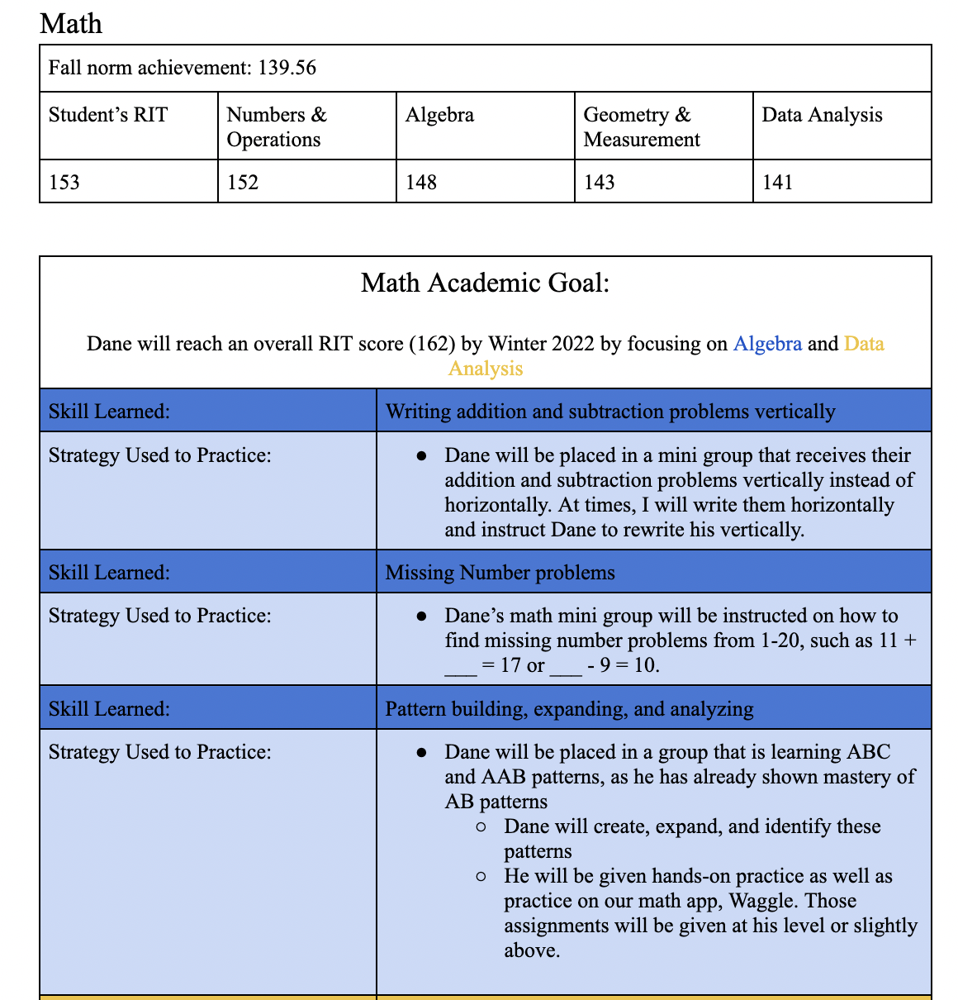 Math
Fall norm achievement: 139.56
Student’s RIT
Numbers &
Operations
Algebra
Geometry &
Measurement
Data Analysis
153
152
148
143
141
Math Academic Goal:
Dane will reach an overall RIT score (162) by Winter 2022 by focusing on Algebra and Data
Analysis
Skill Learned:
Writing addition and subtraction problems vertically
Strategy Used to Practice:
● Dane will be placed in a mini group that receives their
addition and subtraction problems vertically instead of
horizontally. At times, I will write them horizontally
and instruct Dane to rewrite his vertically.
Skill Learned:
Missing Number problems
Strategy Used to Practice:
● Dane’s math mini group will be instructed on how to
find missing number problems from 1-20, such as 11 +
___ = 17 or ___ - 9 = 10.
Skill Learned:
Pattern building, expanding, and analyzing
Strategy Used to Practice:
● Dane will be placed in a group that is learning ABC
and AAB patterns, as he has already shown mastery of
AB patterns
○ Dane will create, expand, and identify these
patterns
○ He will be given hands-on practice as well as
practice on our math app, Waggle. Those
assignments will be given at his level or slightly
above.